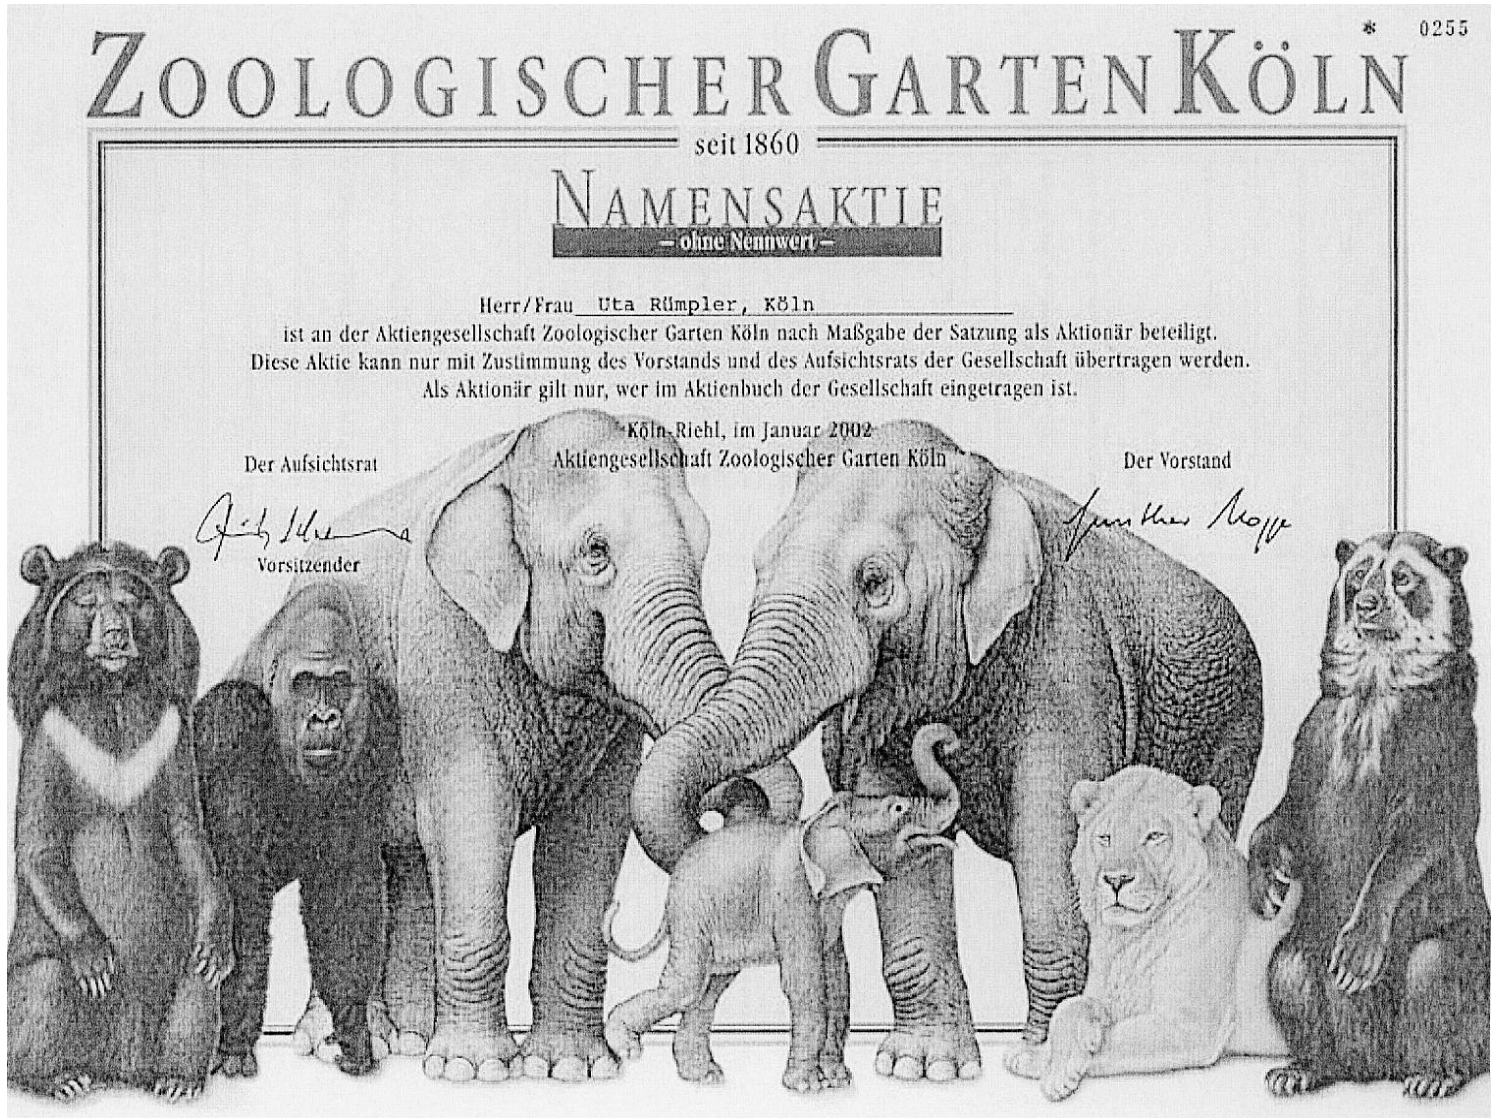 * 0255
ZOOLOGISCHER GARTEN KÖLN
seit 1860
NAMENSAKTIE
– ohne Nennwert –
Herr/Frau Uta Rümpler, Köln
ist an der Aktiengesellschaft Zoologischer Garten Köln nach Maßgabe der Satzung als Aktionär beteiligt.
Diese Aktie kann nur mit Zustimmung des Vorstands und des Aufsichtsrats der Gesellschaft übertragen werden.
Als Aktionär gilt nur, wer im Aktienbuch der Gesellschaft eingetragen ist.
Köln-Riehl, im Januar 2002
Aktiengesellschaft Zoologischer Garten Köln
Der Aufsichtsrat
Der Vorstand
Vorsitzender